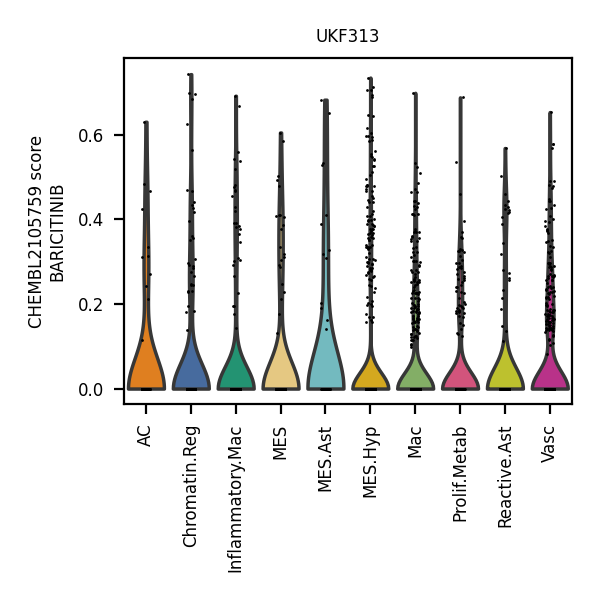 UKF313
CHEMBL2105759 score
BARICITINIB
0.6
0.4
0.2
0.0
AC
Chromatin.Reg
Inflammatory.Mac
MES
MES.Ast
MES.Hyp
Mac
Prolif.Metab
Reactive.Ast
Vasc